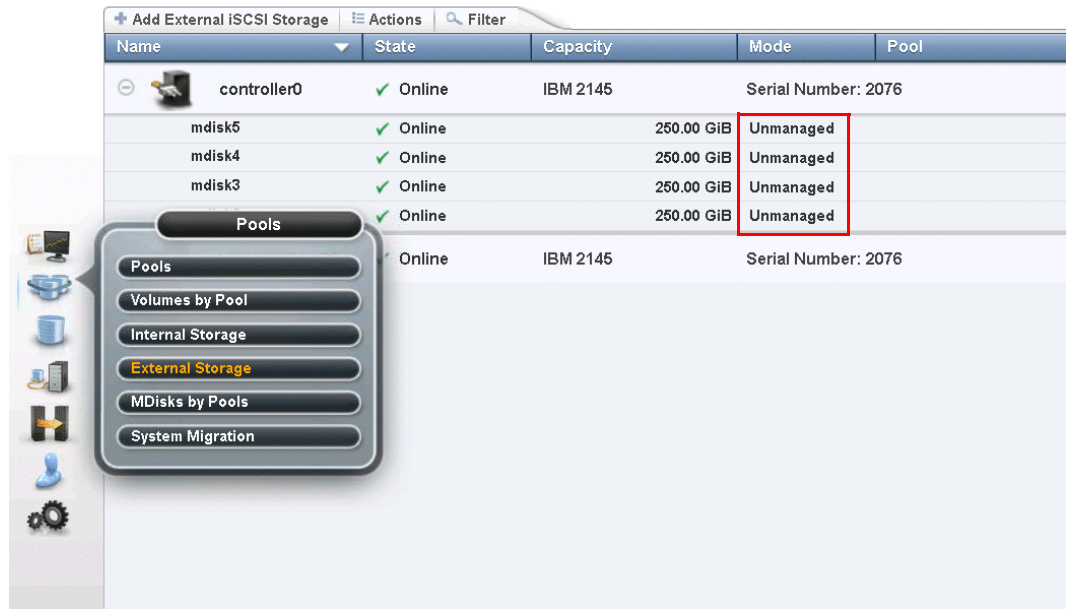 Add External iSCSI Storage Actions Filter
Name State Capacity Mode Pool
controller0 Online IBM 2145 Serial Number: 2076
mdisk5 Online 250.00 GiB Unmanaged
mdisk4 Online 250.00 GiB Unmanaged
mdisk3 Online 250.00 GiB Unmanaged
Online 250.00 GiB Unmanaged
Online IBM 2145 Serial Number: 2076
Pools
Pools
Volumes by Pool
Internal Storage
External Storage
MDisks by Pools
System Migration